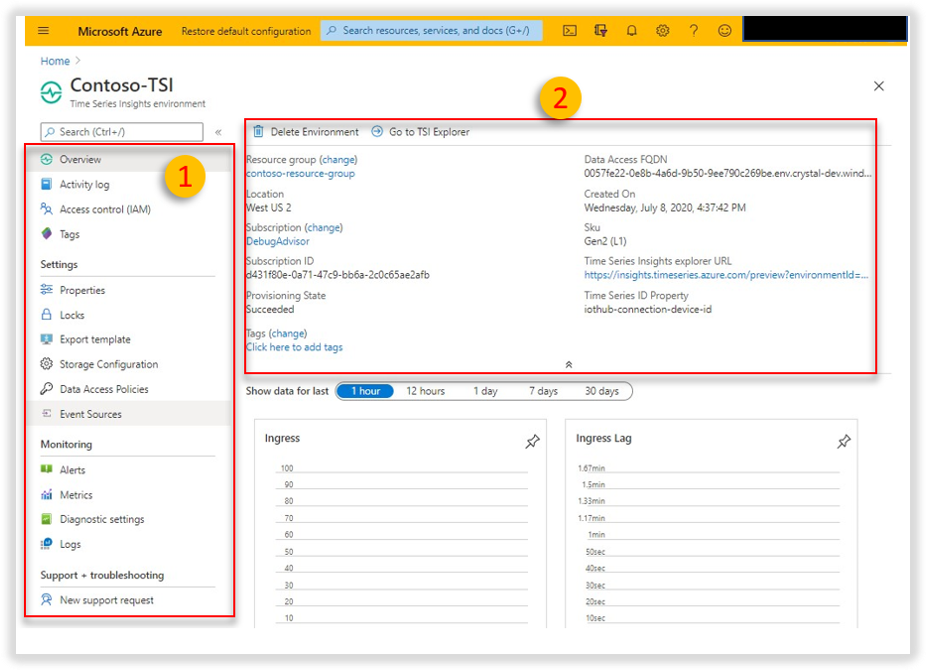 Microsoft Azure Restore default configuration Search resources, services, and docs (G+/)
Home >
Contoso-TSI
Time Series Insights environment
Search (Ctrl+/) «
1
Overview
Activity log
Access control (IAM)
Tags
Settings
Properties
Locks
Export template
Storage Configuration
Data Access Policies
Event Sources
Monitoring
Alerts
Metrics
Diagnostic settings
Logs
Support + troubleshooting
New support request
2
Delete Environment Go to TSI Explorer
Resource group (change)
contoso-resource-group
Location
West US 2
Subscription (change)
DebugAdvisor
Subscription ID
d431f80e-0a71-47c9-bb6a-2c0c65ae2afb
Provisioning State
Succeeded
Tags (change)
Click here to add tags
Data Access FQDN
0057fe22-0e8b-4a6d-9b50-9ee790c269be.env.crystal-dev.wind...
Created On
Wednesday, July 8, 2020, 4:37:42 PM
Sku
Gen2 (L1)
Time Series Insights explorer URL
https://insights.timeseries.azure.com/preview?environmentId=...
Time Series ID Property
iothub-connection-device-id
Show data for last 1 hour 12 hours 1 day 7 days 30 days
Ingress
100
90
80
70
60
50
40
30
20
10
Ingress Lag
1.67min
1.5min
1.33min
1.17min
1min
50sec
40sec
30sec
20sec
10sec